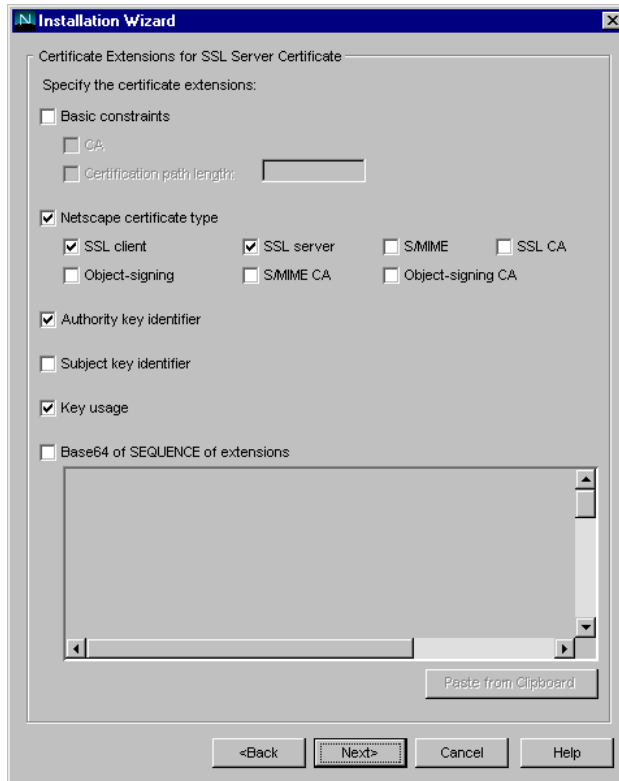 N Installation Wizard
Certificate Extensions for SSL Server Certificate
Specify the certificate extensions:
Basic constraints
CA
Certification path length:
Netscape certificate type
SSL client SSL server S/MIME SSL CA
Object-signing S/MIME CA Object-signing CA
Authority key identifier
Subject key identifier
Key usage
Base64 of SEQUENCE of extensions
Paste from Clipboard
<Back Next> Cancel Help